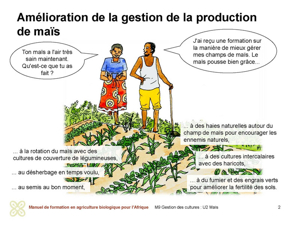 Amélioration de la gestion de la production
de maïs
Ton maïs a l'air très
sain maintenant.
Qu'est-ce que tu as
fait ?
J'ai reçu une formation sur
la manière de mieux gérer
mes champs de maïs. Le
maïs pousse bien grâce...
... à des haies naturelles autour du
champ de maïs pour encourager les
ennemis naturels,
... à la rotation du maïs avec des
cultures de couverture de légumineuses,
... à des cultures intercalaires
avec des haricots,
... au désherbage en temps voulu,
... au semis au bon moment,
...à du fumier et des engrais verts
pour améliorer la fertilité des sols.
Manuel de formation en agriculture biologique pour l'Afrique M9 Gestion des cultures : U2 Maïs 2